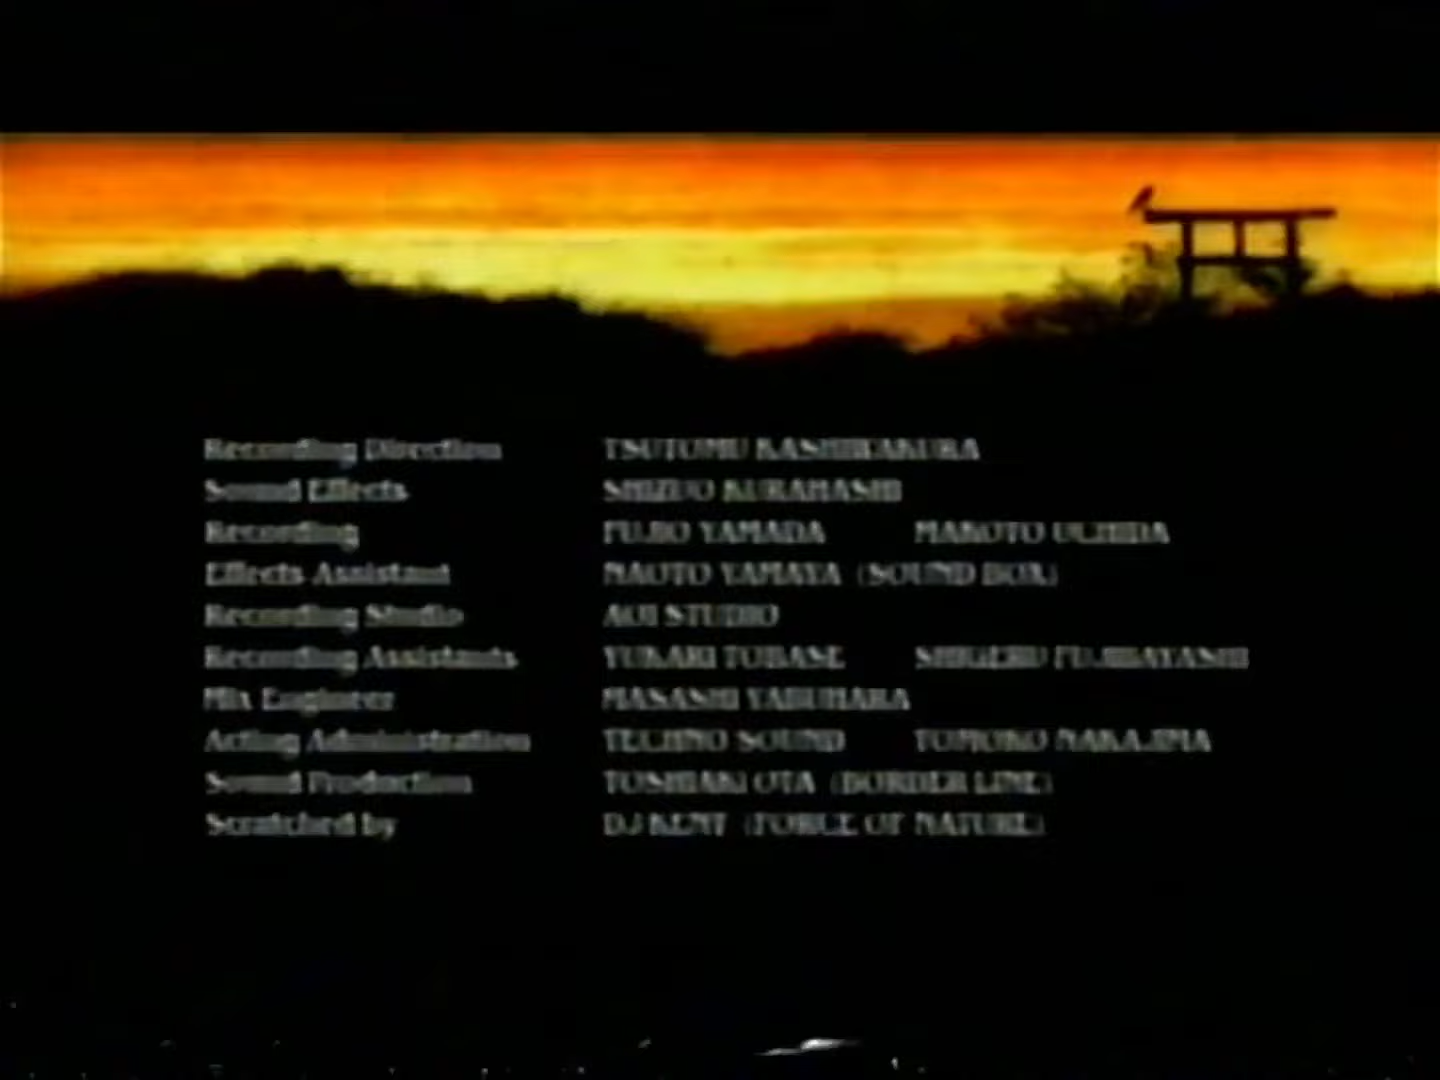 Recording Direction TSUTOMU KASHIWAKURA
Sound Effects SHIZUO KURAHASHI
Recording FUJIO YAMADA MAKOTO UCHIDA
Effects Assistant NAOTO YAMAYA (SOUND BOX)
Recording Studio AOI STUDIO
Recording Assistants YUKARI TOBASE SHIGERU FUJIBAYASHI
Mix Engineer MASASHI YABUHARA
Acting Administration TECHNO SOUND TOMOKO NAKAJIMA
Sound Production TOSHIAKI OTA (BORDER LINE)
Scratched by DJ KENT (FORCE OF NATURE)